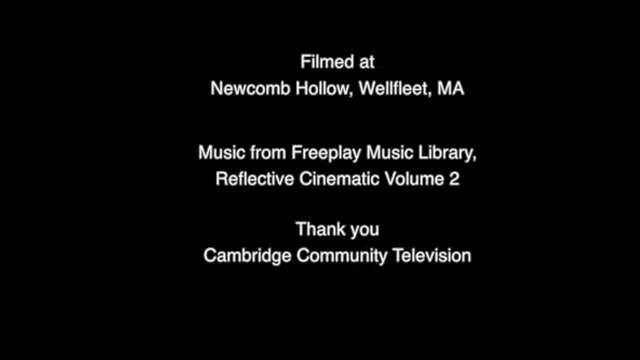 Filmed at
Newcomb Hollow, Wellfleet, MA
Music from Freeplay Music Library,
Reflective Cinematic Volume 2
Thank you
Cambridge Community Television